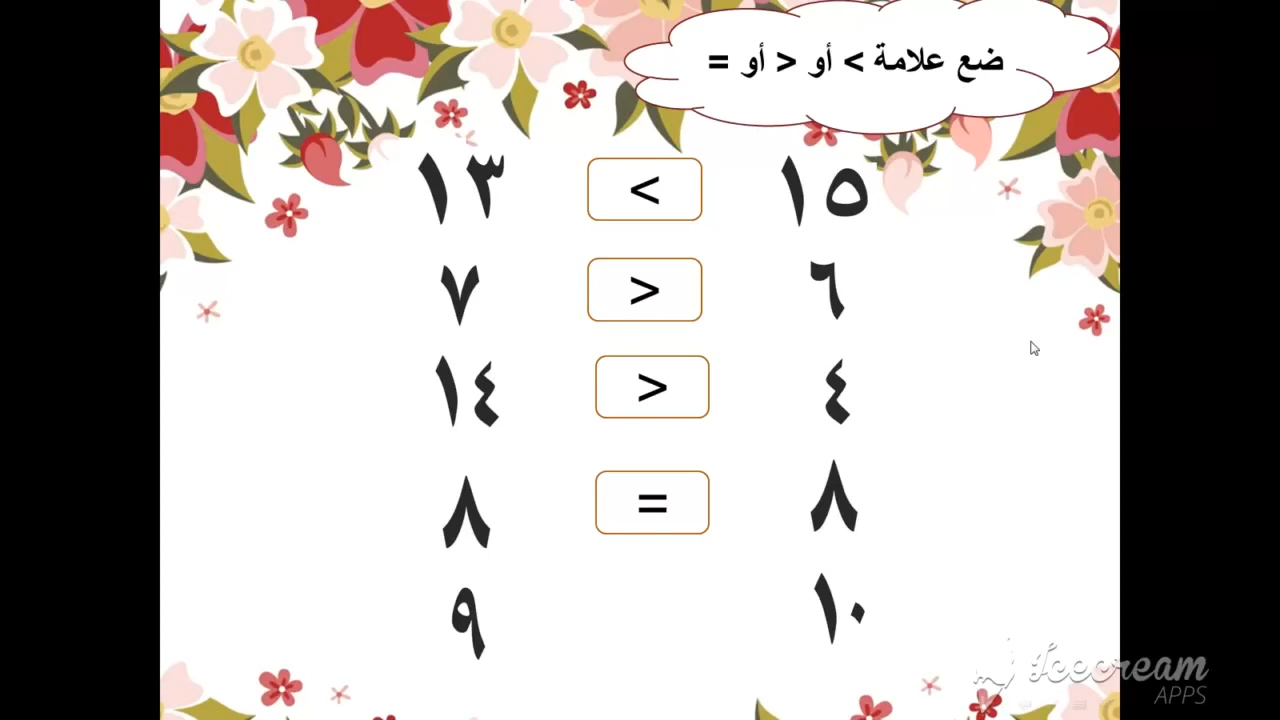 ضع علامة < أو > أو =
١٣ < ١٥
٧ > ٦
١٤ > ٤
٨ = ٨
٩ ١٠
Icecream
APPS